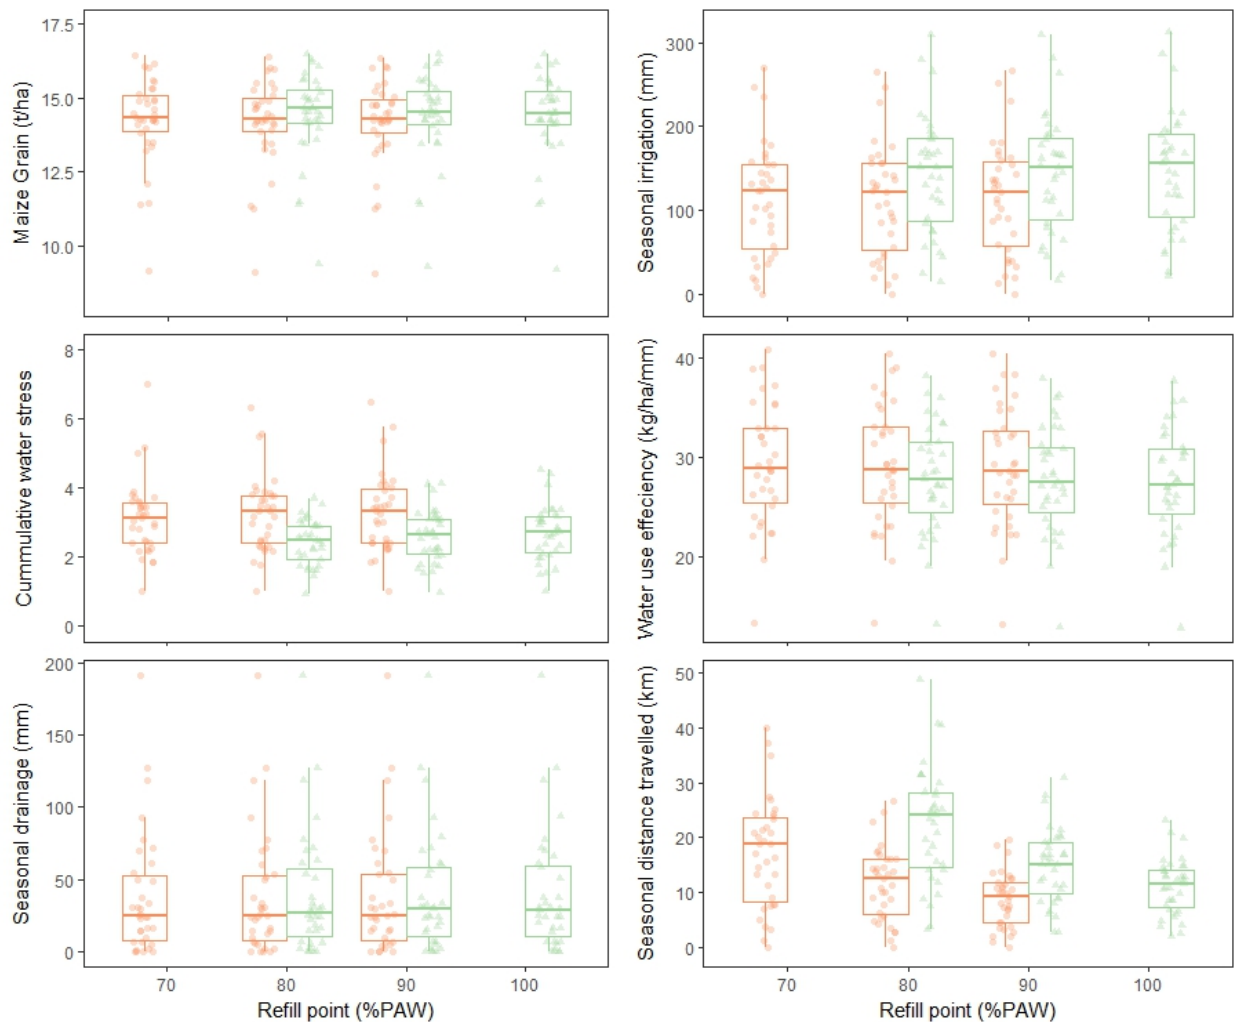 Maize Grain (t/ha)
17.5
15.0
12.5
10.0
Seasonal irrigation (mm)
300
200
100
0
Cummulative water stress
8
6
4
2
0
Water use effeciency (kg/ha/mm)
40
30
20
Seasonal drainage (mm)
200
150
100
50
0
70 80 90 100
Refill point (%PAW)
Seasonal distance travelled (km)
50
40
30
20
10
0
70 80 90 100
Refill point (%PAW)